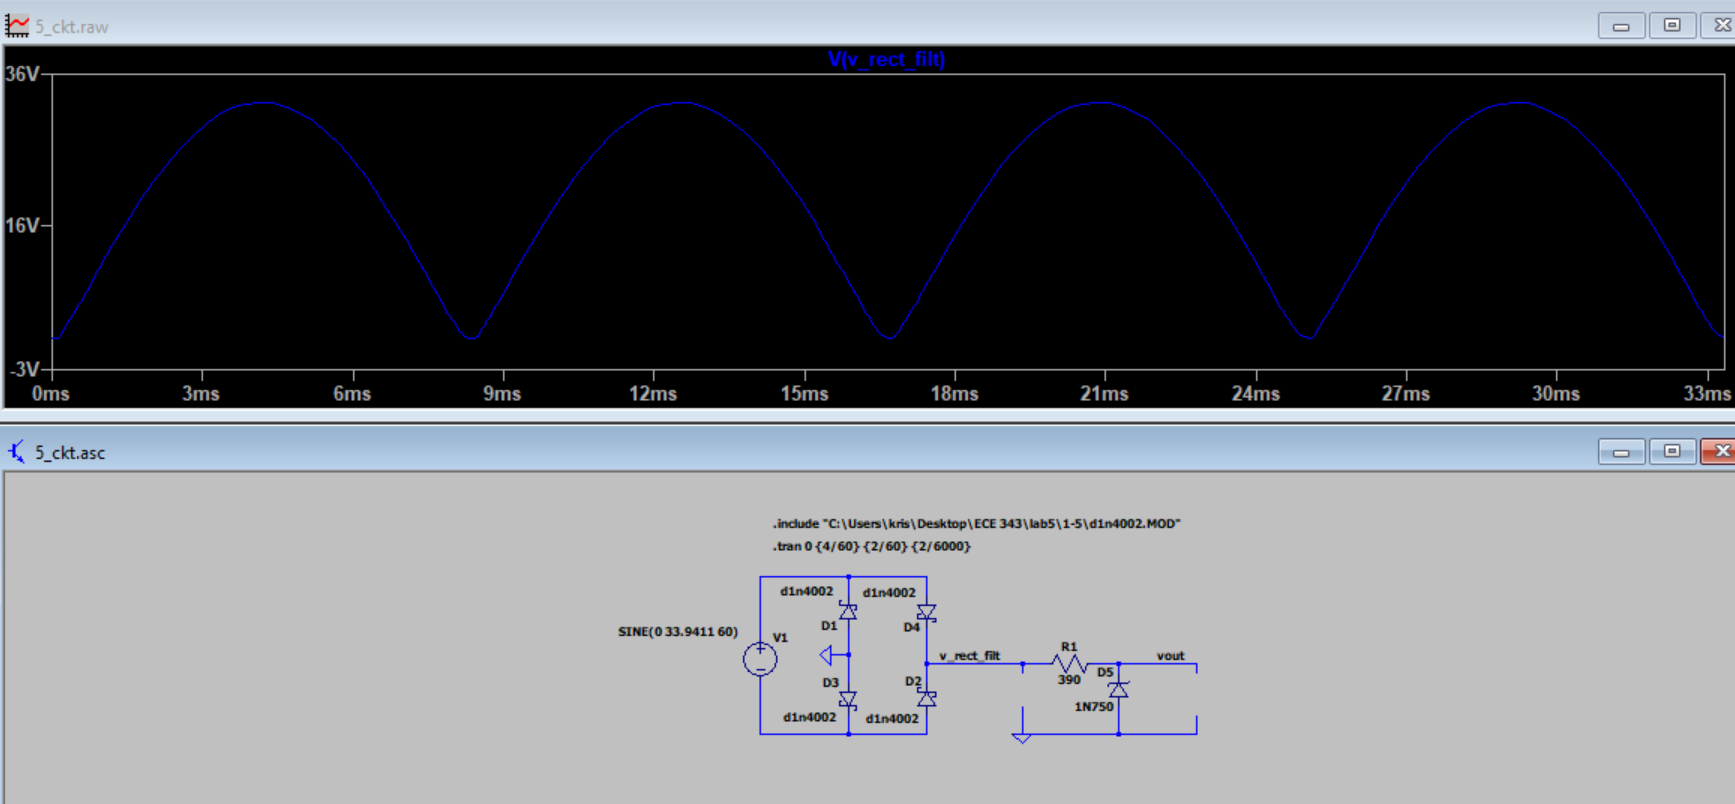 5_ckt.raw
V(v_rect_filt)
36V
16V
-3V
0ms 3ms 6ms 9ms 12ms 15ms 18ms 21ms 24ms 27ms 30ms 33ms
5_ckt.asc
.include "C:\Users\kris\Desktop\ECE 343\lab5\1-5\d1n4002.MOD"
.tran 0 {4/60} {2/60} {2/6000}
d1n4002 d1n4002
D1 D4
SINE(0 33.9411 60) V1
v_rect_filt R1 vout
390 D5
D3 D2
1N750
d1n4002 d1n4002